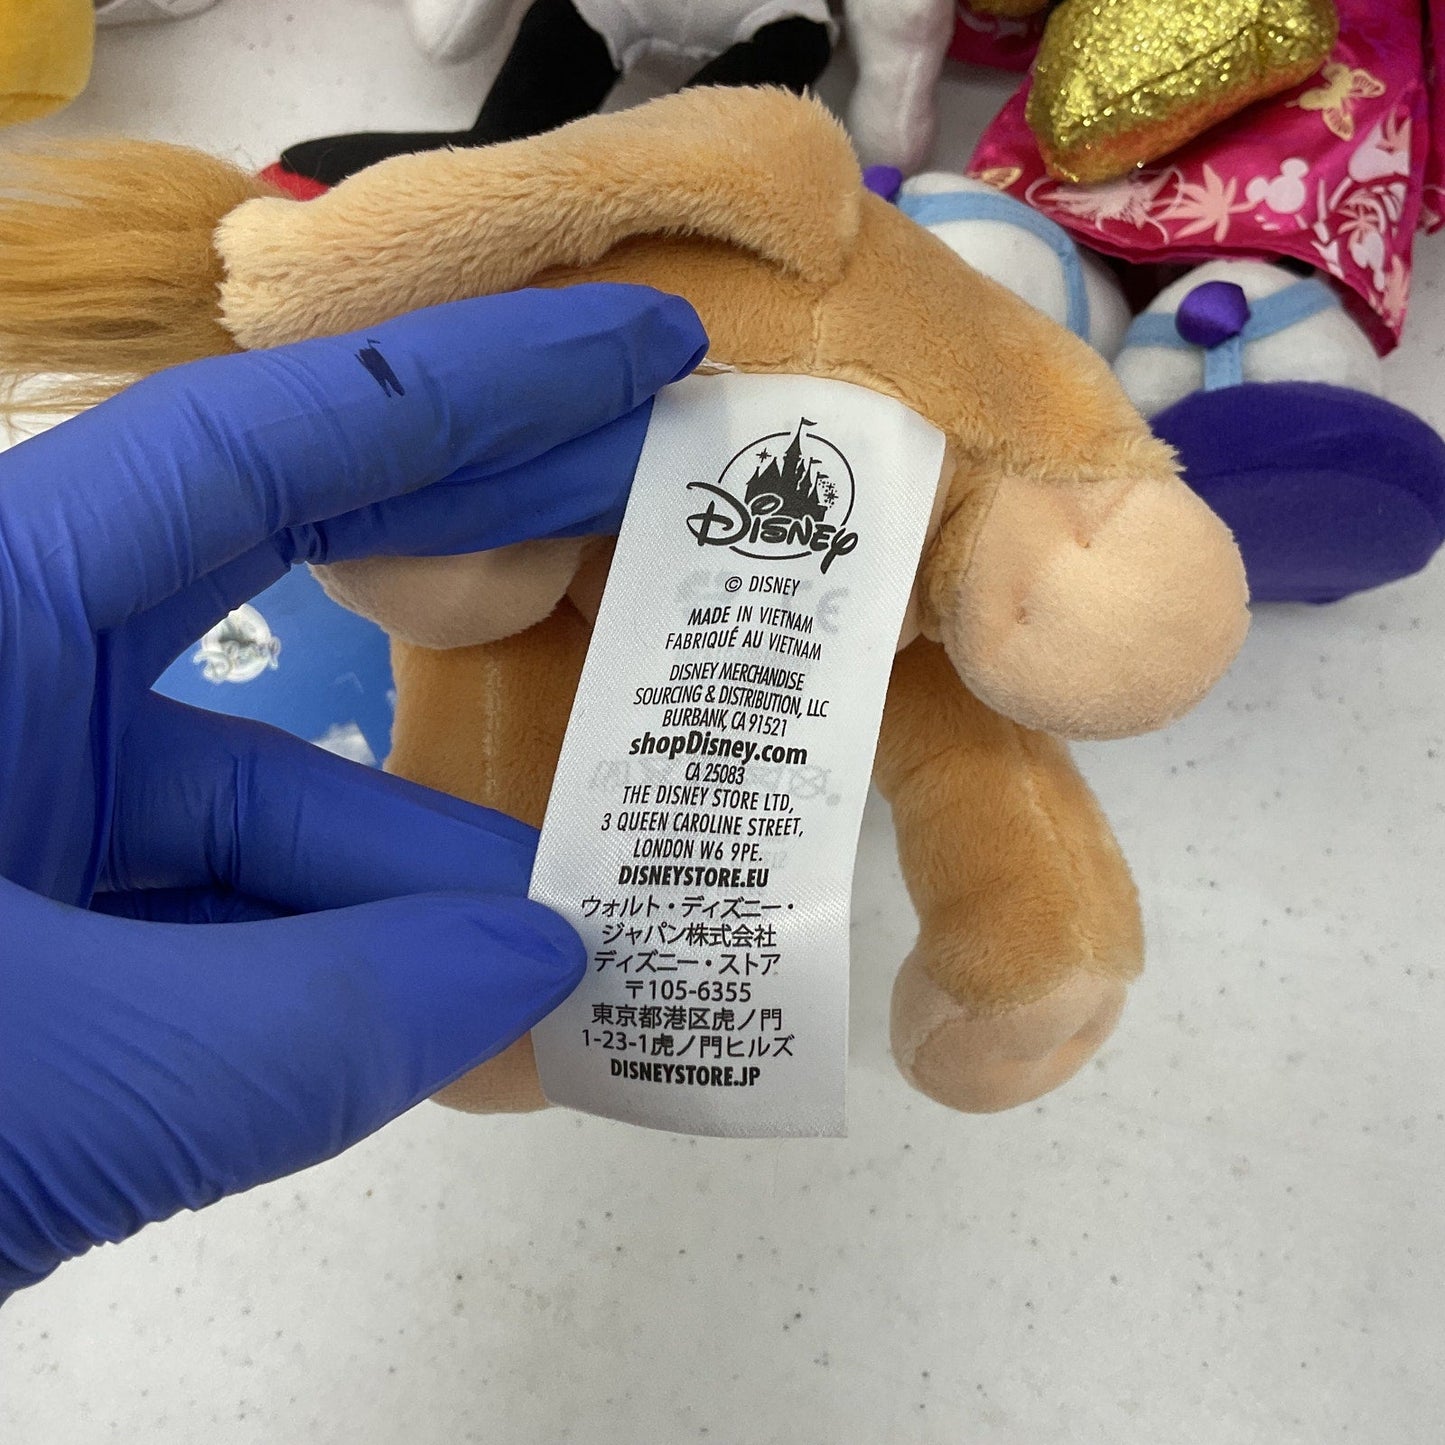 Disney
© DISNEY
MADE IN VIETNAM
FABRIQUÉ AU VIETNAM
DISNEY MERCHANDISE
SOURCING & DISTRIBUTION, LLC
BURBANK, CA 91521
shopDisney.com
CA 25083
THE DISNEY STORE LTD,
3 QUEEN CAROLINE STREET,
LONDON W6 9PE.
DISNEYSTORE.EU
ウォルト・ディズニー・
ジャパン株式会社
ディズニー・ストア
〒105-6355
東京都港区虎ノ門
1-23-1虎ノ門ヒルズ
DISNEYSTORE.JP
Disney